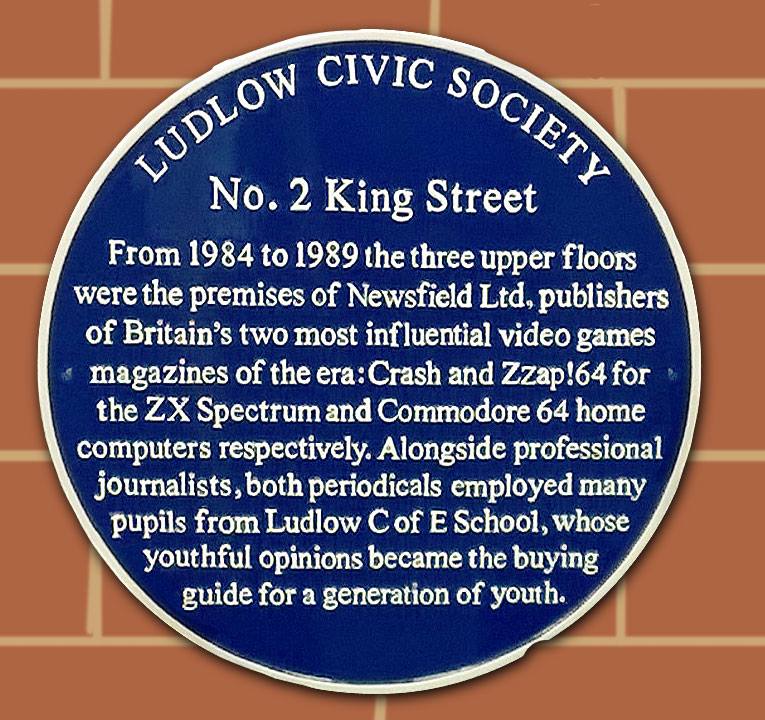 LUDLOW CIVIC SOCIETY
No. 2 King Street
From 1984 to 1989 the three upper floors
were the premises of Newsfield Ltd, publishers
of Britain's two most influential video games
magazines of the era: Crash and Zzap!64 for
the ZX Spectrum and Commodore 64 home
computers respectively. Alongside professional
journalists, both periodicals employed many
pupils from Ludlow C of E School, whose
youthful opinions became the buying
guide for a generation of youth.